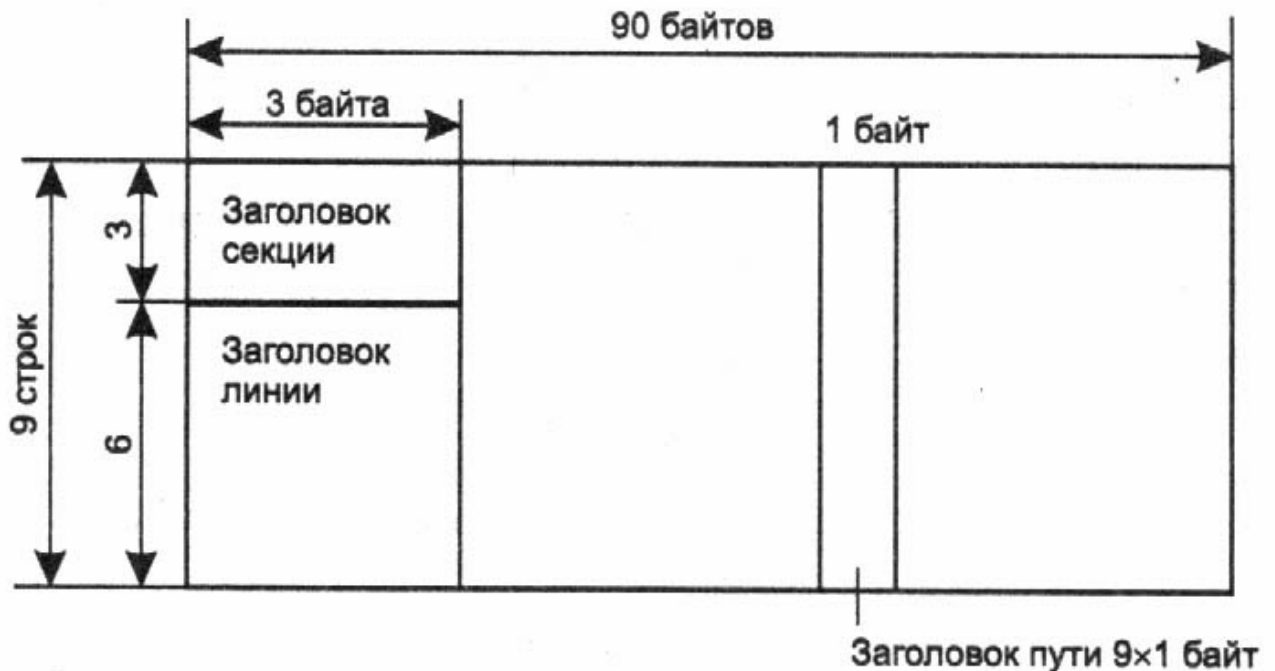 90 байтов
3 байта
1 байт
3
Заголовок
секции
9 строк
6
Заголовок
линии
Заголовок пути 9×1 байт